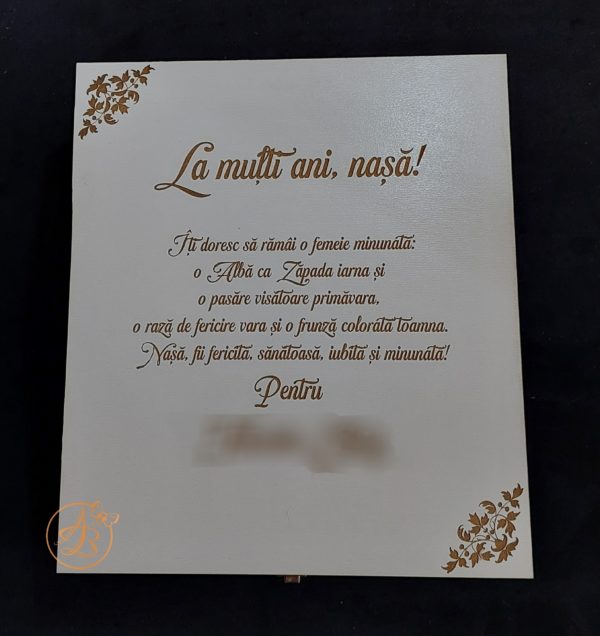 La mulți ani, nașă!
Îți doresc să rămâi o femeie minunată:
o Albă ca Zăpada iarna și
o pasăre visătoare primăvara,
o rază de fericire vara și o frunză colorată toamna.
Nașă, fii fericită, sănătoasă, iubită și minunată!
Pentru